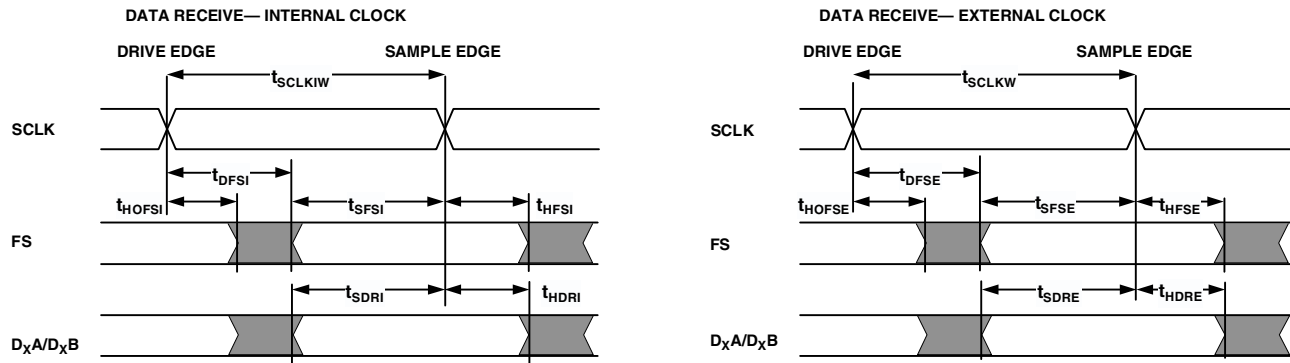 DATA RECEIVE— INTERNAL CLOCK
DRIVE EDGE SAMPLE EDGE
tSCLKIW
SCLK
tDFSI
tHOFSI tSFSI tHFSI
FS
tSDRI tHDRI
DXA/DXB
DATA RECEIVE— EXTERNAL CLOCK
DRIVE EDGE SAMPLE EDGE
tSCLKW
SCLK
tDFSE
tHOFSE tSFSE tHFSE
FS
tSDRE tHDRE
DXA/DXB